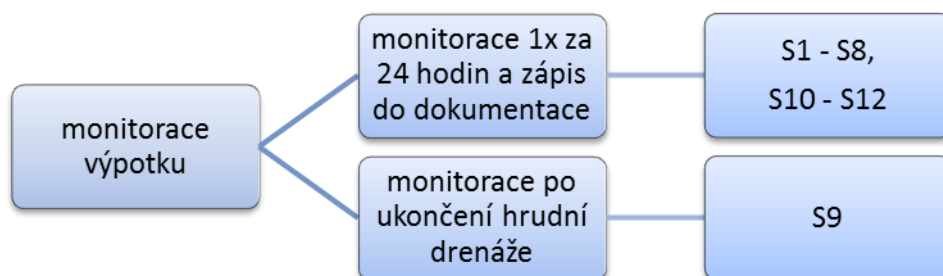 monitorace
výpotku
monitorace 1x za
24 hodin a zápis
do dokumentace
S1 - S8,
S10 - S12
monitorace po
ukončení hrudní
drenáže
S9